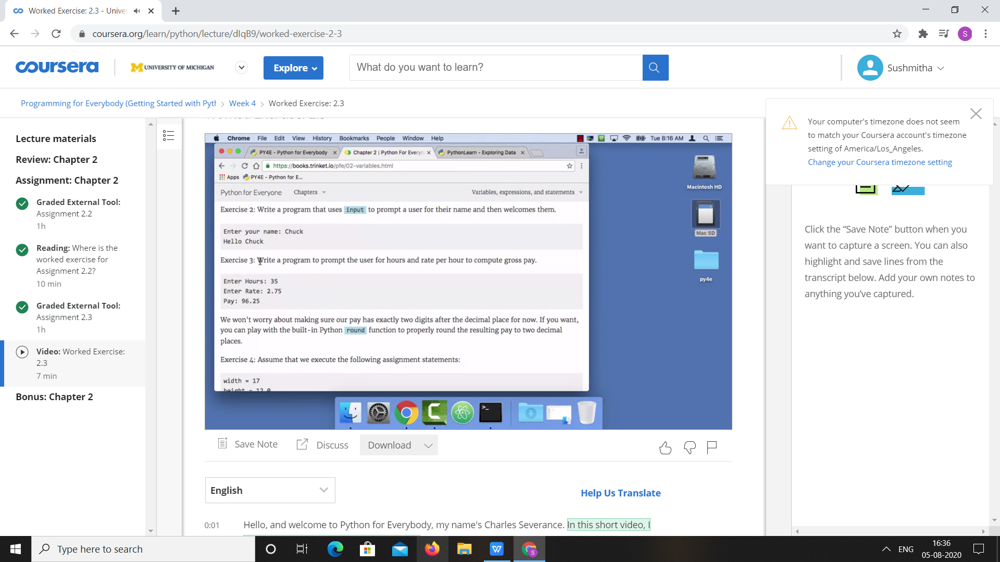 Worked Exercise: 2.3 - Univer
coursera.org/learn/python/lecture/dIqB9/worked-exercise-2-3
S
coursera
M UNIVERSITY OF MICHIGAN
Explore
What do you want to learn?
Sushmitha
Programming for Everybody (Getting Started with Pyth
Week 4
Worked Exercise: 2.3
Your computer's timezone does not seem
to match your Coursera account's timezone
setting of America/Los_Angeles.
Change your Coursera timezone setting
Lecture materials
Review: Chapter 2
Assignment: Chapter 2
Graded External Tool:
Assignment 2.2
1h
Reading: Where is the
worked exercise for
Assignment 2.2?
10 min
Graded External Tool:
Assignment 2.3
1h
Video: Worked Exercise:
2.3
7 min
Bonus: Chapter 2
Chrome File Edit View History Bookmarks People Window Help
Tue 8:16 AM
PY4E - Python for Everybody
Chapter 2 | Python For Everyo
PythonLearn - Exploring Data
https://books.trinket.io/pfe/02-variables.html
Apps
PY4E - Python for E...
Python for Everyone
Chapters
Variables, expressions, and statements
Exercise 2: Write a program that uses input to prompt a user for their name and then welcomes them.
Enter your name: Chuck
Hello Chuck
Exercise 3: Write a program to prompt the user for hours and rate per hour to compute gross pay.
Enter Hours: 35
Enter Rate: 2.75
Pay: 96.25
We won't worry about making sure our pay has exactly two digits after the decimal place for now. If you want,
you can play with the built-in Python round function to properly round the resulting pay to two decimal
places.
Exercise 4: Assume that we execute the following assignment statements:
width = 17
height = 12.0
Macintosh HD
Mac SD
py4e
Click the “Save Note” button when you
want to capture a screen. You can also
highlight and save lines from the
transcript below. Add your own notes to
anything you’ve captured.
Save Note
Discuss
Download
English
Help Us Translate
0:01
Hello, and welcome to Python for Everybody, my name's Charles Severance. In this short video, I
Type here to search
W
S
ENG
16:36
05-08-2020